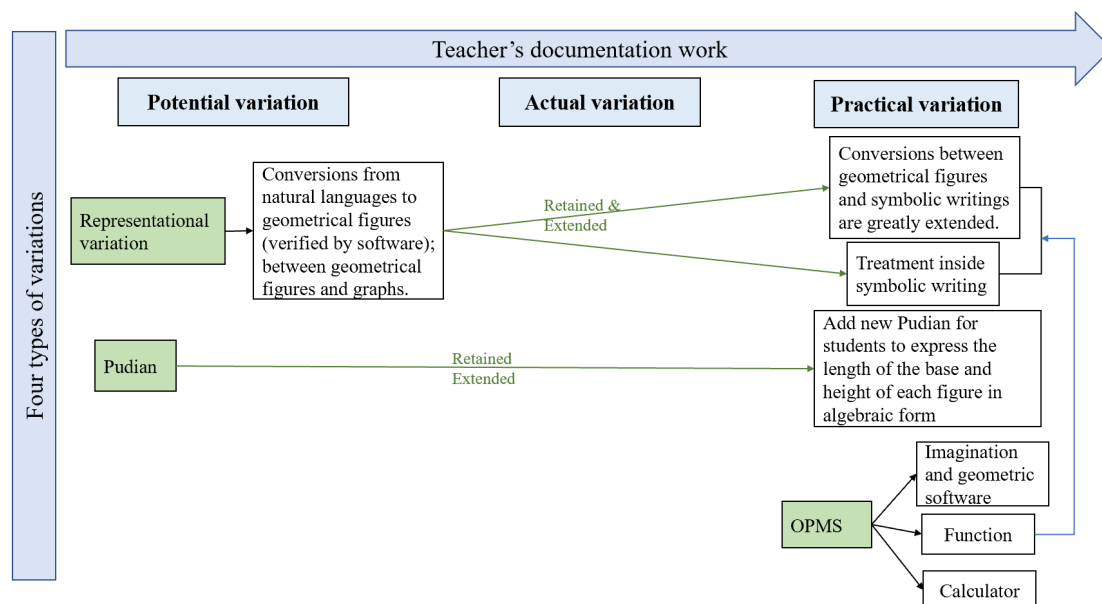 Teacher's documentation work
Four types of variations
Potential variation
Actual variation
Practical variation
Representational
variation
Conversions from
natural languages to
geometrical figures
(verified by software);
between geometrical
figures and graphs.
Retained &
Extended
Conversions between
geometrical figures
and symbolic writings
are greatly extended.
Treatment inside
symbolic writing
Pudian
Retained
Extended
Add new Pudian for
students to express the
length of the base and
height of each figure in
algebraic form
OPMS
Imagination
and geometric
software
Function
Calculator